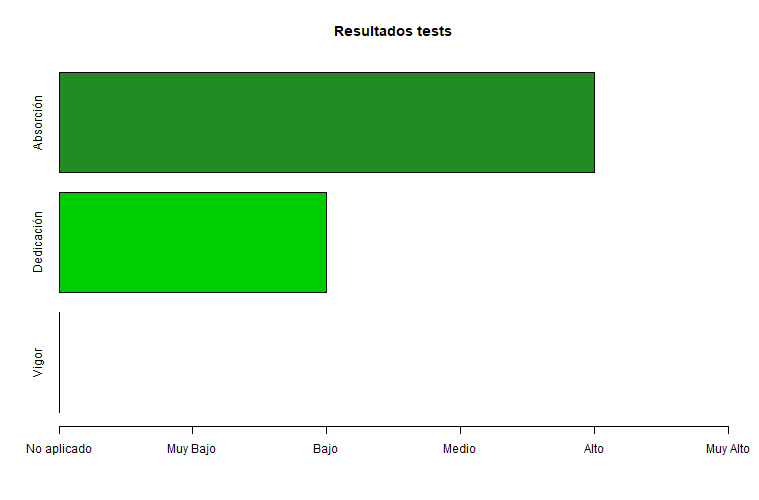 Resultados tests
Absorción
Dedicación
Vigor
No aplicado
Muy Bajo
Bajo
Medio
Alto
Muy Alto